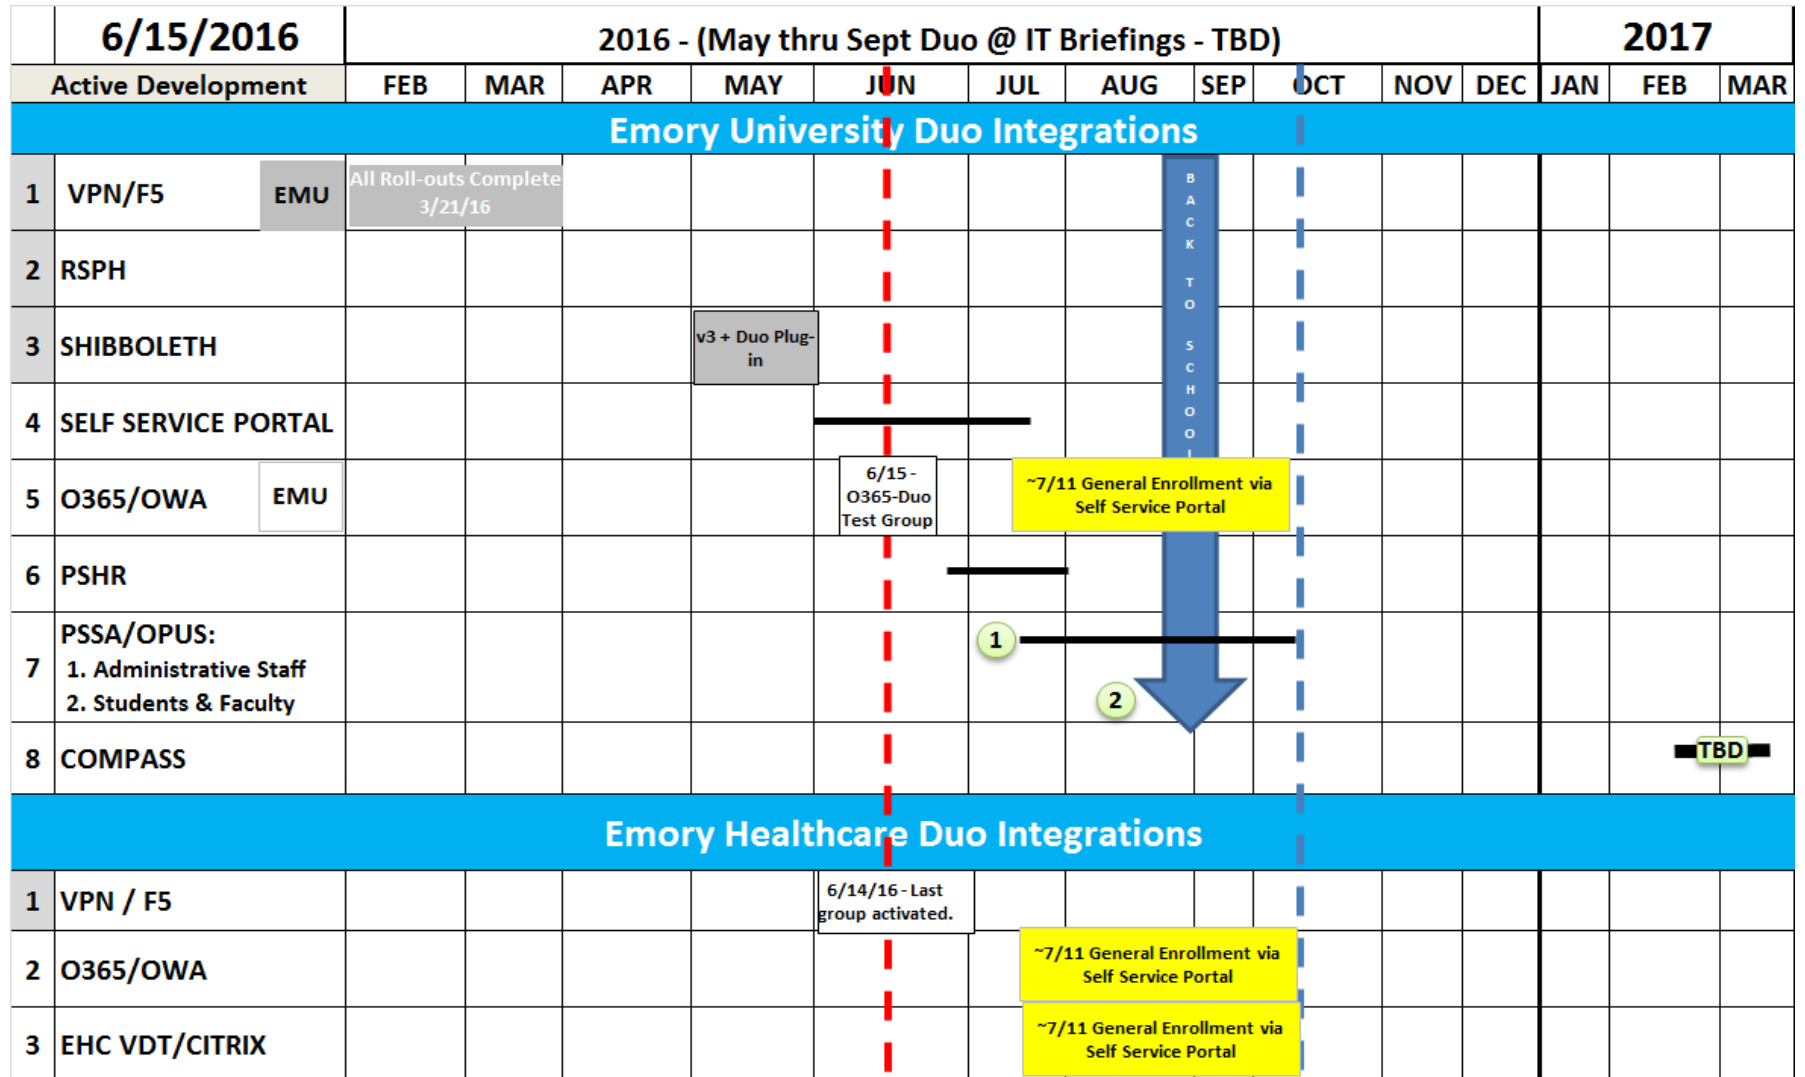 6/15/2016
2016 - (May thru Sept Duo @ IT Briefings - TBD)
2017
Active Development
FEB MAR APR MAY JUN JUL AUG SEP OCT NOV DEC JAN FEB MAR
Emory University Duo Integrations
1 VPN/F5 EMU
All Roll-outs Complete
3/21/16
B
A
C
K
T
O
S
C
H
O
O
2 RSPH
3 SHIBBOLETH
v3 + Duo Plug-
in
4 SELF SERVICE PORTAL
5 O365/OWA EMU
6/15 -
O365-Duo
Test Group
~7/11 General Enrollment via
Self Service Portal
6 PSHR
7
PSSA/OPUS:
1. Administrative Staff
2. Students & Faculty
1
2
8 COMPASS
TBD
Emory Healthcare Duo Integrations
1 VPN / F5
6/14/16 - Last
group activated.
2 O365/OWA
~7/11 General Enrollment via
Self Service Portal
3 EHC VDT/CITRIX
~7/11 General Enrollment via
Self Service Portal